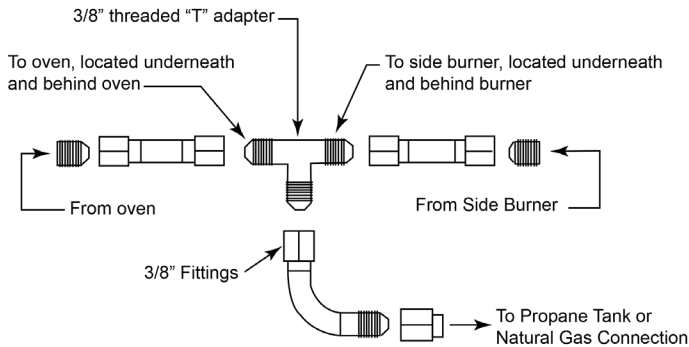 3/8” threaded “T” adapter
To oven, located underneath
and behind oven
To side burner, located underneath
and behind burner
From oven
From Side Burner
3/8” Fittings
To Propane Tank or
Natural Gas Connection